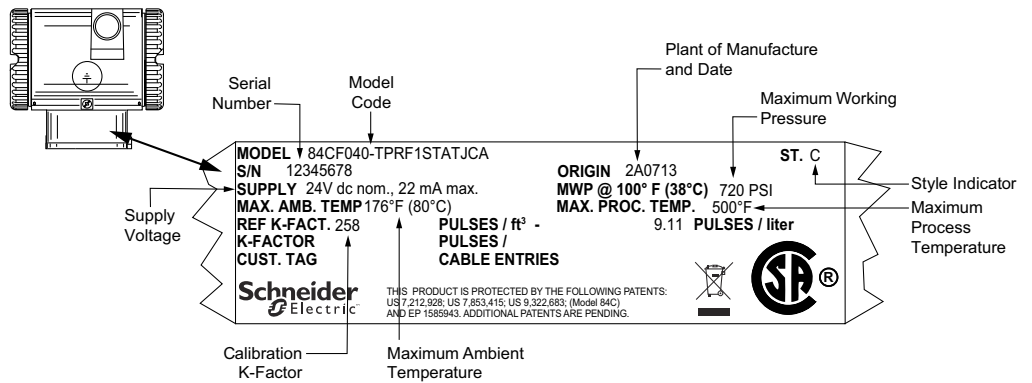 Plant of Manufacture
and Date
Serial
Number
Model
Code
Maximum Working
Pressure
MODEL 84CF040-TPRF1STATJCA
ST. C
S/N 12345678
ORIGIN 2A0713
SUPPLY 24V dc nom., 22 mA max.
MWP @ 100° F (38°C) 720 PSI
Style Indicator
MAX. AMB. TEMP 176°F (80°C)
MAX. PROC. TEMP. 500°F
Maximum
Process
Temperature
Supply
Voltage
REF K-FACT. 258 PULSES / ft³ - 9.11 PULSES / liter
K-FACTOR PULSES /
CUST. TAG CABLE ENTRIES
Schneider
Electric
THIS PRODUCT IS PROTECTED BY THE FOLLOWING PATENTS:
US 7,212,928; US 7,853,415; US 9,322,683; (Model 84C)
AND EP 1585943. ADDITIONAL PATENTS ARE PENDING.
SA ®
Calibration
K-Factor
Maximum Ambient
Temperature